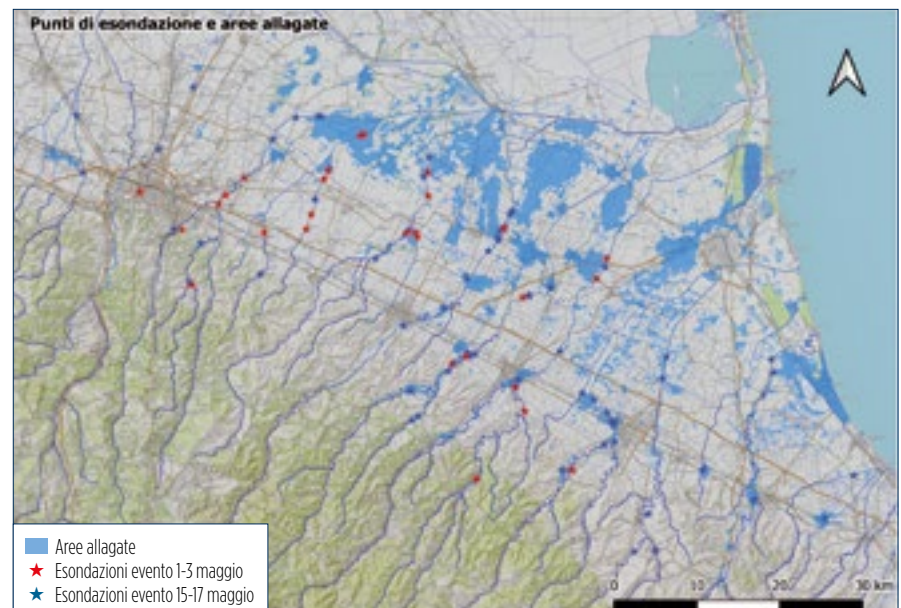 Punti di esondazione e aree allagate
Aree allagate
Esondazioni evento 1-3 maggio
Esondazioni evento 15-17 maggio
0 10 20 30 km